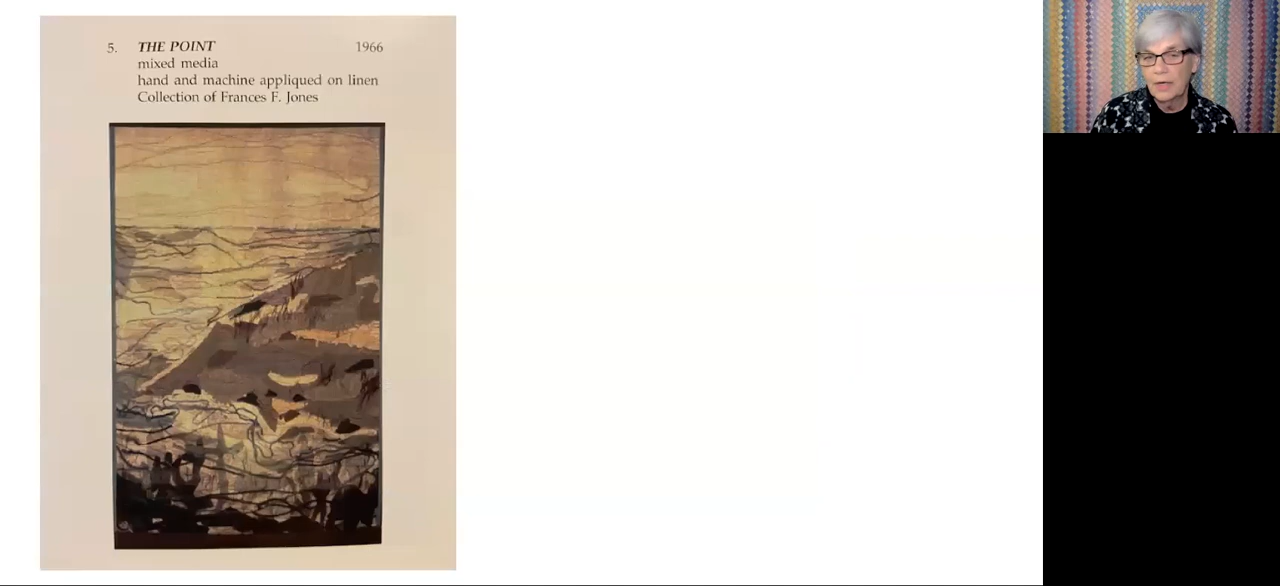 5. THE POINT 1966
mixed media
hand and machine appliqued on linen
Collection of Frances F. Jones